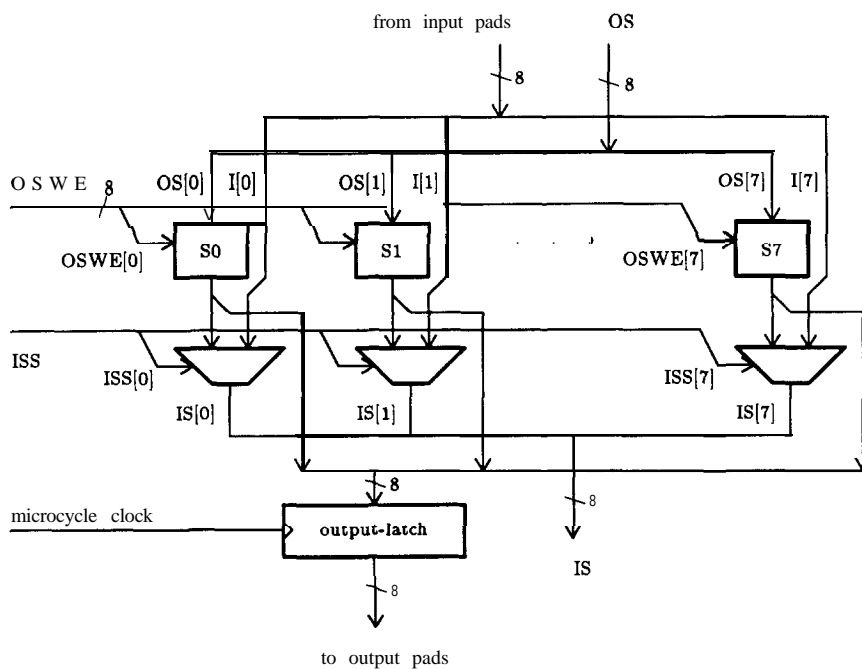 from input pads OS
8 8
OS[0] I[0] OS[1] I[1] OS[7] I[7]
OSWE 8
S0 S1 S7
OSWE[0] OSWE[7]
ISS
ISS[0] ISS[7]
IS[0] IS[1] IS[7]
8 8
microcycle clock output-latch
IS
8
to output pads